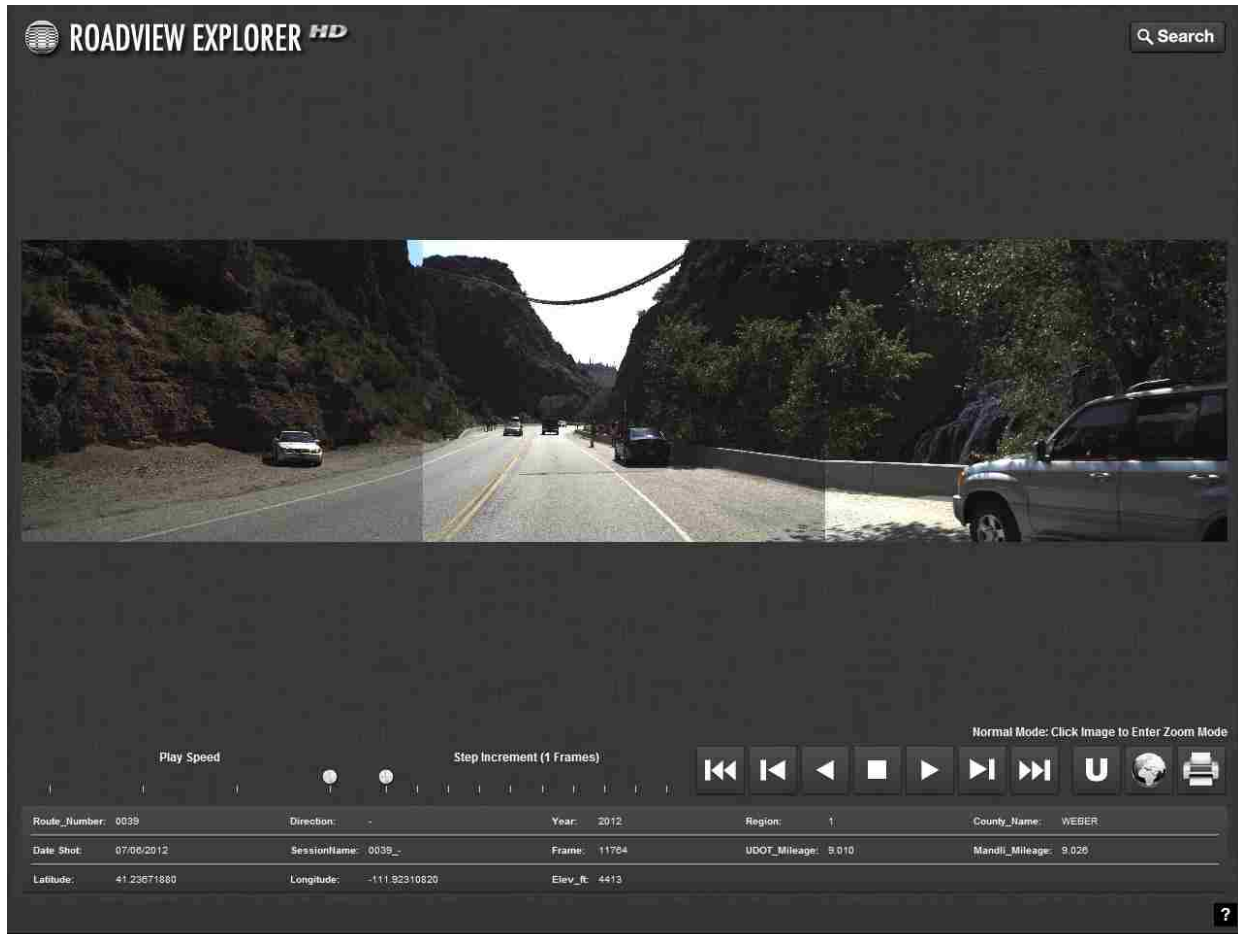 ROADVIEW EXPLORER HD
Search
Normal Mode: Click Image to Enter Zoom Mode
Play Speed
Step Increment (1 Frames)
U
Route_Number: 0039 Direction: - Year: 2012 Region: 1 County_Name: WEBER
Date Shot: 07/06/2012 SessionName: 0039_- Frame: 11764 UDOT_Mileage: 9.010 Mandli_Mileage: 9.026
Latitude: 41.23671880 Longitude: -111.92310820 Elev_ft: 4413
?